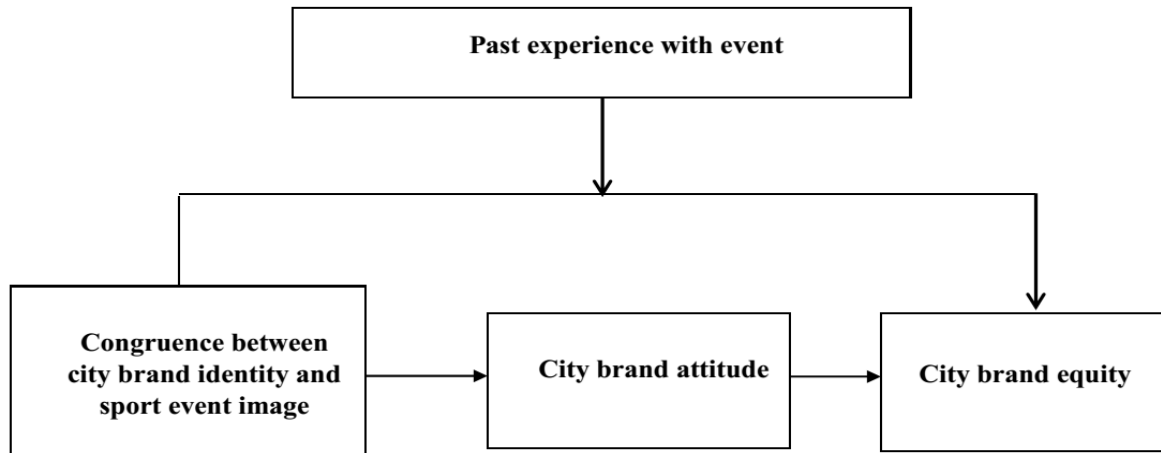 Past experience with event
Congruence between
city brand identity and
sport event image
City brand attitude
City brand equity